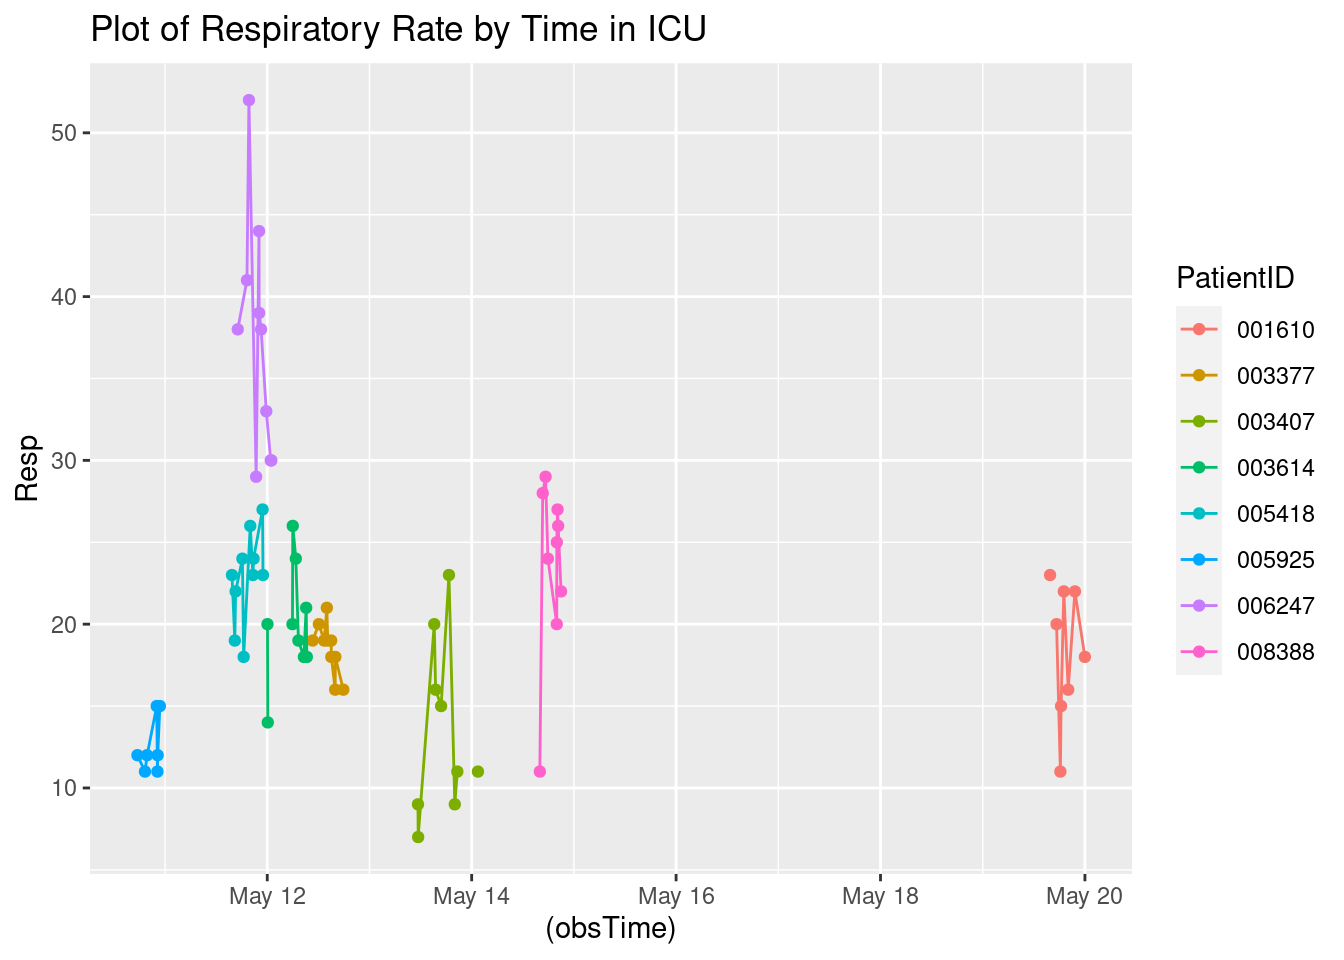 Plot of Respiratory Rate by Time in ICU
50
40
30
20
10
Resp
May 12
May 14
May 16
May 18
May 20
(obsTime)
PatientID
001610
003377
003407
003614
005418
005925
006247
008388